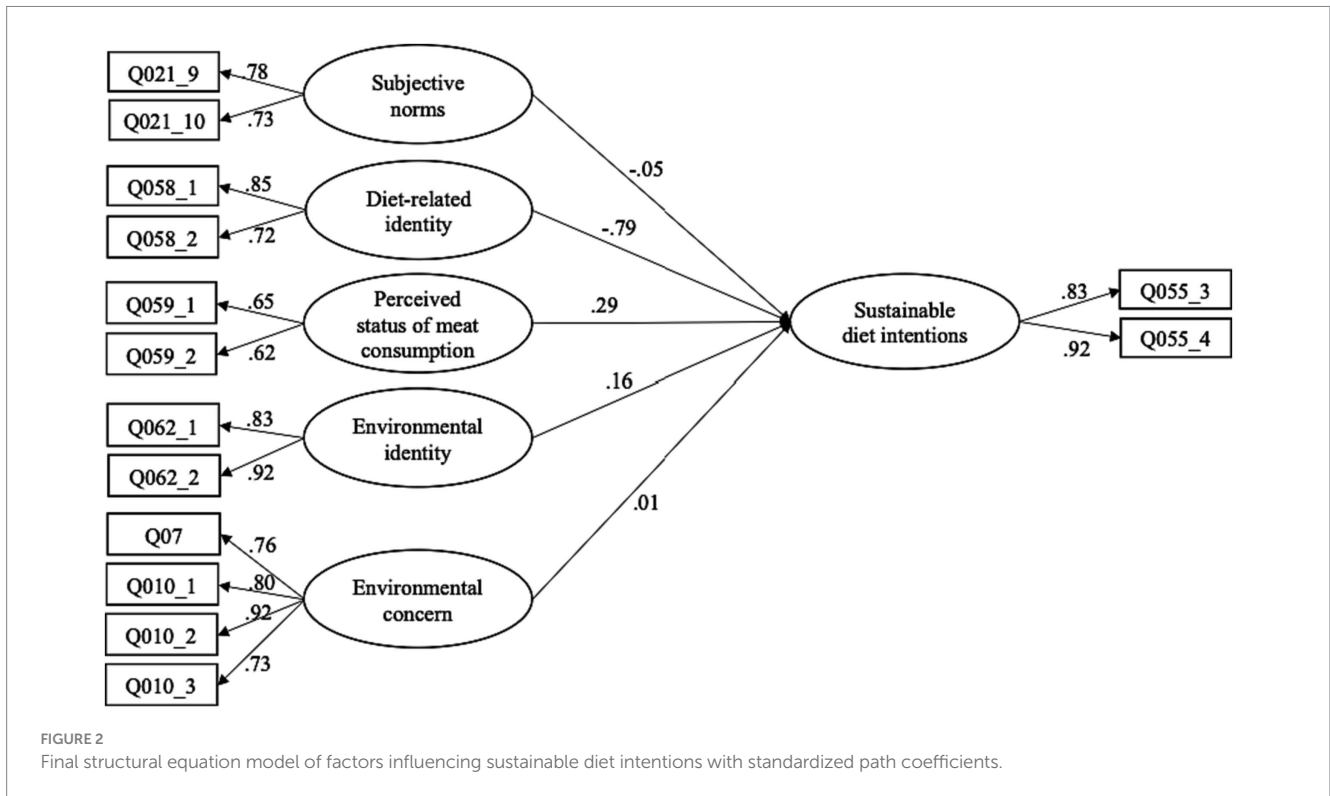 Q021_9
.78
Q021_10
.73
Subjective
norms
-.05
Q058_1
.85
Q058_2
.72
Diet-related
identity
-.79
Q059_1
.65
Q059_2
.62
Perceived
status of meat
consumption
.29
Q062_1
.83
Q062_2
.92
Environmental
identity
.16
Q07
.76
Q010_1
.80
Q010_2
.92
Q010_3
.73
Environmental
concern
.01
Sustainable
diet intentions
.83
Q055_3
.92
Q055_4
FIGURE 2
Final structural equation model of factors influencing sustainable diet intentions with standardized path coefficients.